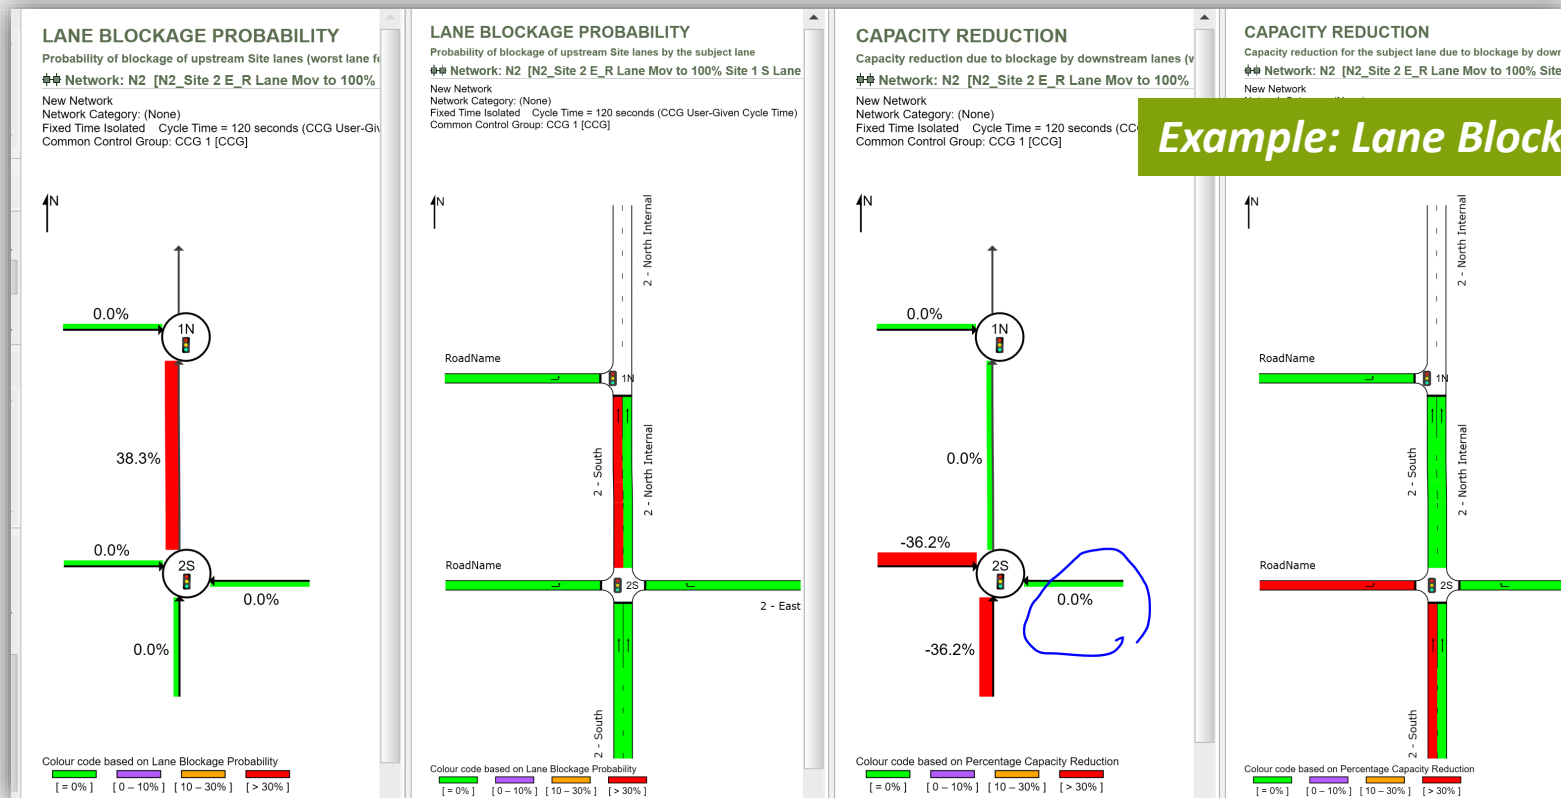 LANE BLOCKAGE PROBABILITY
Probability of blockage of upstream Site lanes (worst lane fo
Network: N2 [N2_Site 2 E_R Lane Mov to 100%
New Network
Network Category: (None)
Fixed Time Isolated Cycle Time = 120 seconds (CCG User-Giv
Common Control Group: CCG 1 [CCG]
N
0.0%
1N
38.3%
0.0%
2S
0.0%
0.0%
Colour code based on Lane Blockage Probability
[ = 0% ] [ 0 – 10% ] [ 10 – 30% ] [ > 30% ]
LANE BLOCKAGE PROBABILITY
Probability of blockage of upstream Site lanes by the subject lane
Network: N2 [N2_Site 2 E_R Lane Mov to 100% Site 1 S Lane
New Network
Network Category: (None)
Fixed Time Isolated Cycle Time = 120 seconds (CCG User-Given Cycle Time)
Common Control Group: CCG 1 [CCG]
N
2 - North Internal
RoadName
1N
2 - South
2 - North Internal
RoadName
2S
2 - East
2 - South
Colour code based on Lane Blockage Probability
[ = 0% ] [ 0 – 10% ] [ 10 – 30% ] [ > 30% ]
CAPACITY REDUCTION
Capacity reduction due to blockage by downstream lanes (w
Network: N2 [N2_Site 2 E_R Lane Mov to 100%
New Network
Network Category: (None)
Fixed Time Isolated Cycle Time = 120 seconds (CC
Common Control Group: CCG 1 [CCG]
N
0.0%
1N
0.0%
-36.2%
2S
0.0%
-36.2%
Colour code based on Percentage Capacity Reduction
[ = 0% ] [ 0 – 10% ] [ 10 – 30% ] [ > 30% ]
CAPACITY REDUCTION
Capacity reduction for the subject lane due to blockage by down
Network: N2 [N2_Site 2 E_R Lane Mov to 100% Site
New Network
Example: Lane Block
N
2 - North Internal
RoadName
1N
2 - South
2 - North Internal
RoadName
2S
2 - South
Colour code based on Percentage Capacity Reduction
[ = 0% ] [ 0 – 10% ] [ 10 – 30% ] [ > 30% ]